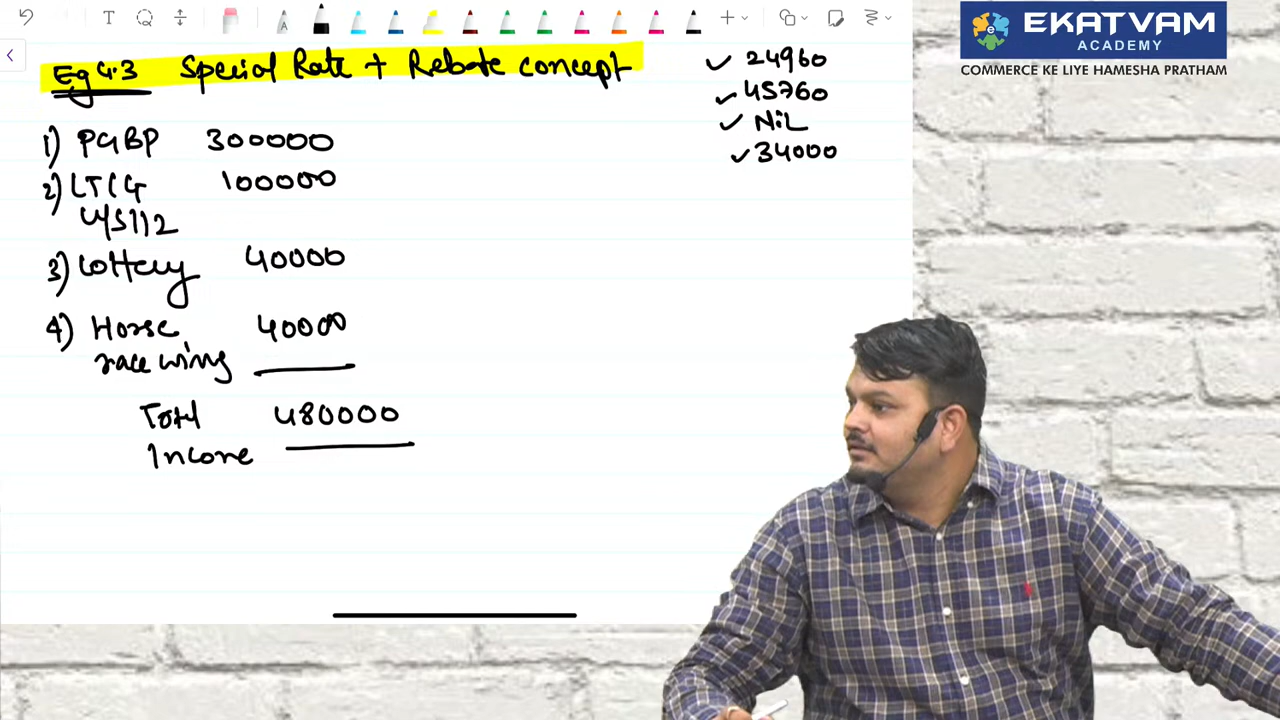 EKATVAM
ACADEMY
COMMERCE KE LIYE HAMESHA PRATHAM
Eg 4.3 Special Rate + Rebate concept
24960
45760
NiL
34000
1) PGBP 300000
2) LTCG 100000
U/S 112
3) Lottery 40000
4) Horse 40000
race wing
Total 480000
Income